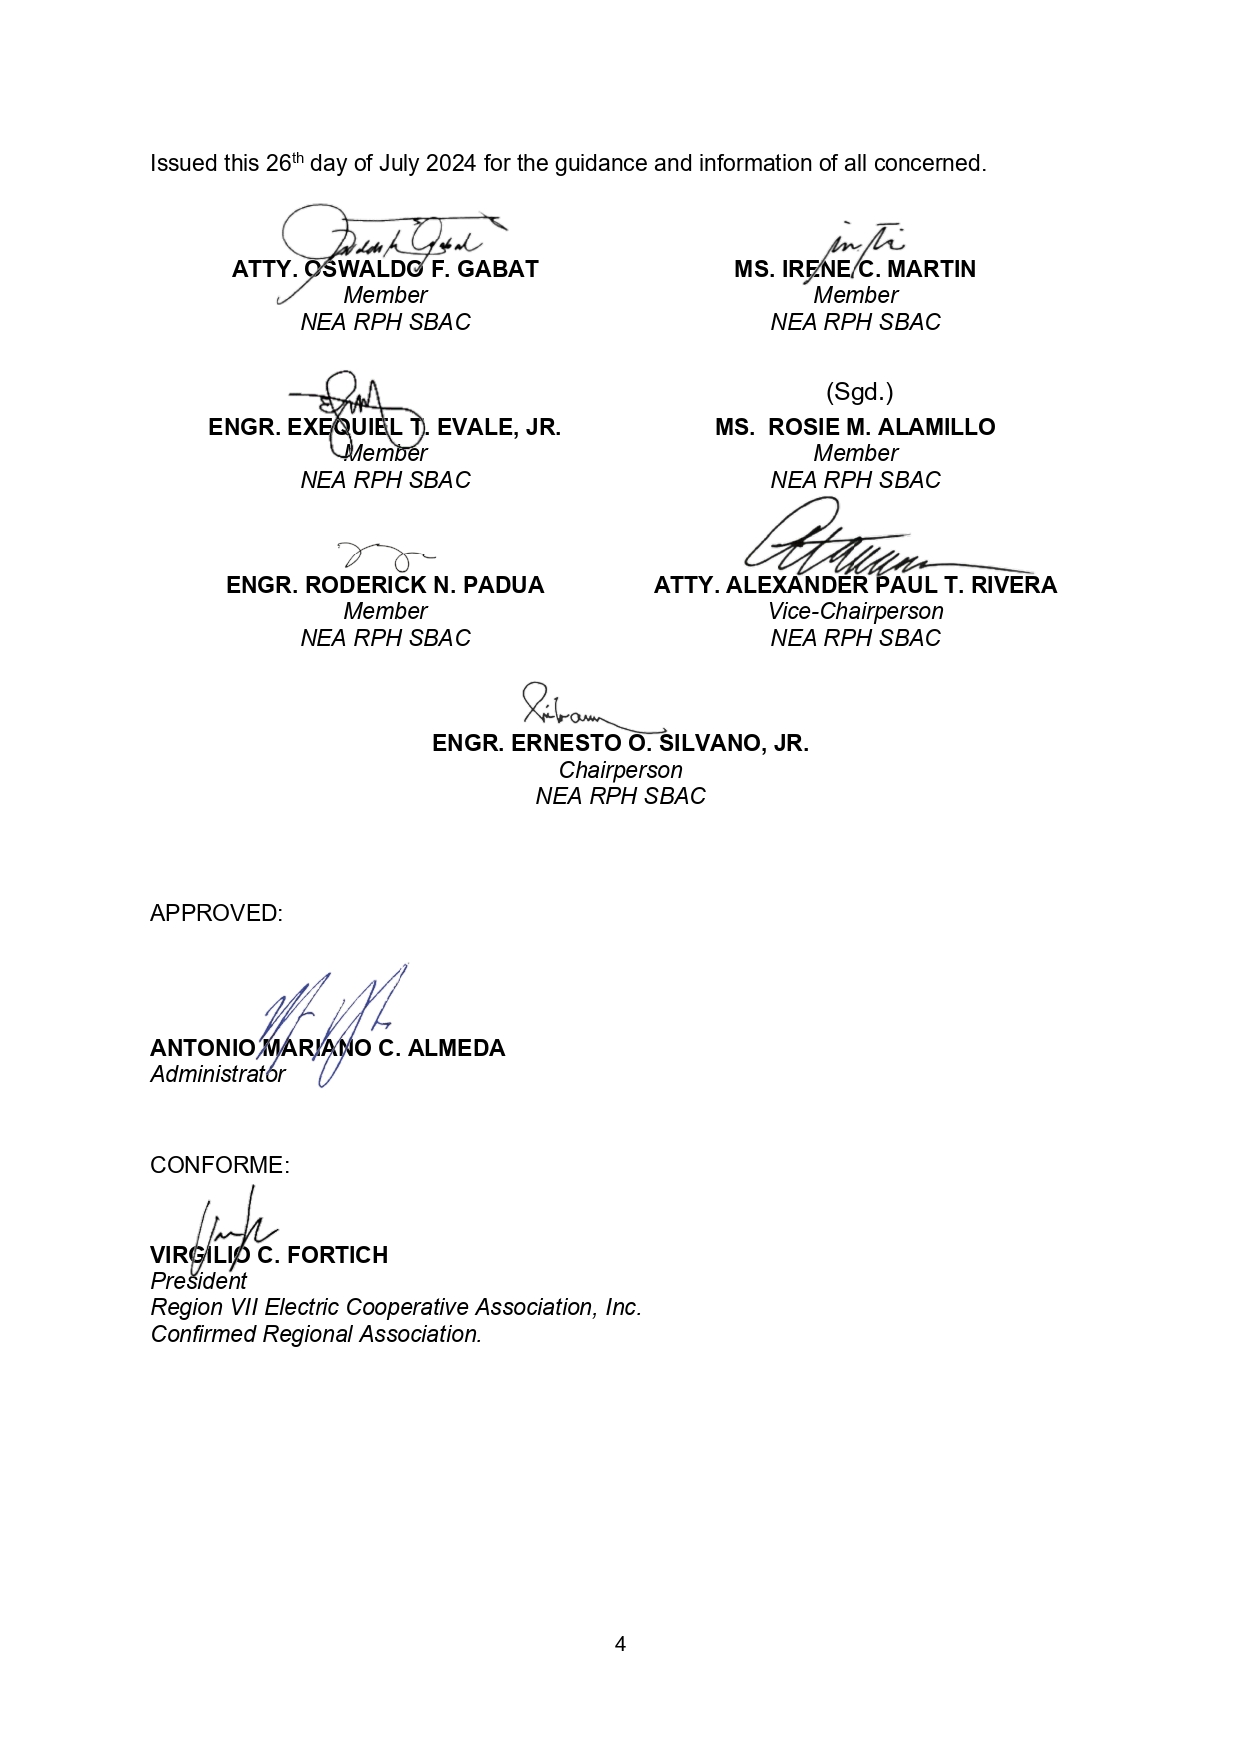 Issued this 26th day of July 2024 for the guidance and information of all concerned.
ATTY. OSWALDO F. GABAT
Member
NEA RPH SBAC
MS. IRENE C. MARTIN
Member
NEA RPH SBAC
ENGR. EXEQUIEL T. EVALE, JR.
Member
NEA RPH SBAC
(Sgd.)
MS. ROSIE M. ALAMILLO
Member
NEA RPH SBAC
ENGR. RODERICK N. PADUA
Member
NEA RPH SBAC
ATTY. ALEXANDER PAUL T. RIVERA
Vice-Chairperson
NEA RPH SBAC
ENGR. ERNESTO O. SILVANO, JR.
Chairperson
NEA RPH SBAC
APPROVED:
ANTONIO MARIANO C. ALMEDA
Administrator
CONFORME:
VIRGILIO C. FORTICH
President
Region VII Electric Cooperative Association, Inc.
Confirmed Regional Association.
4